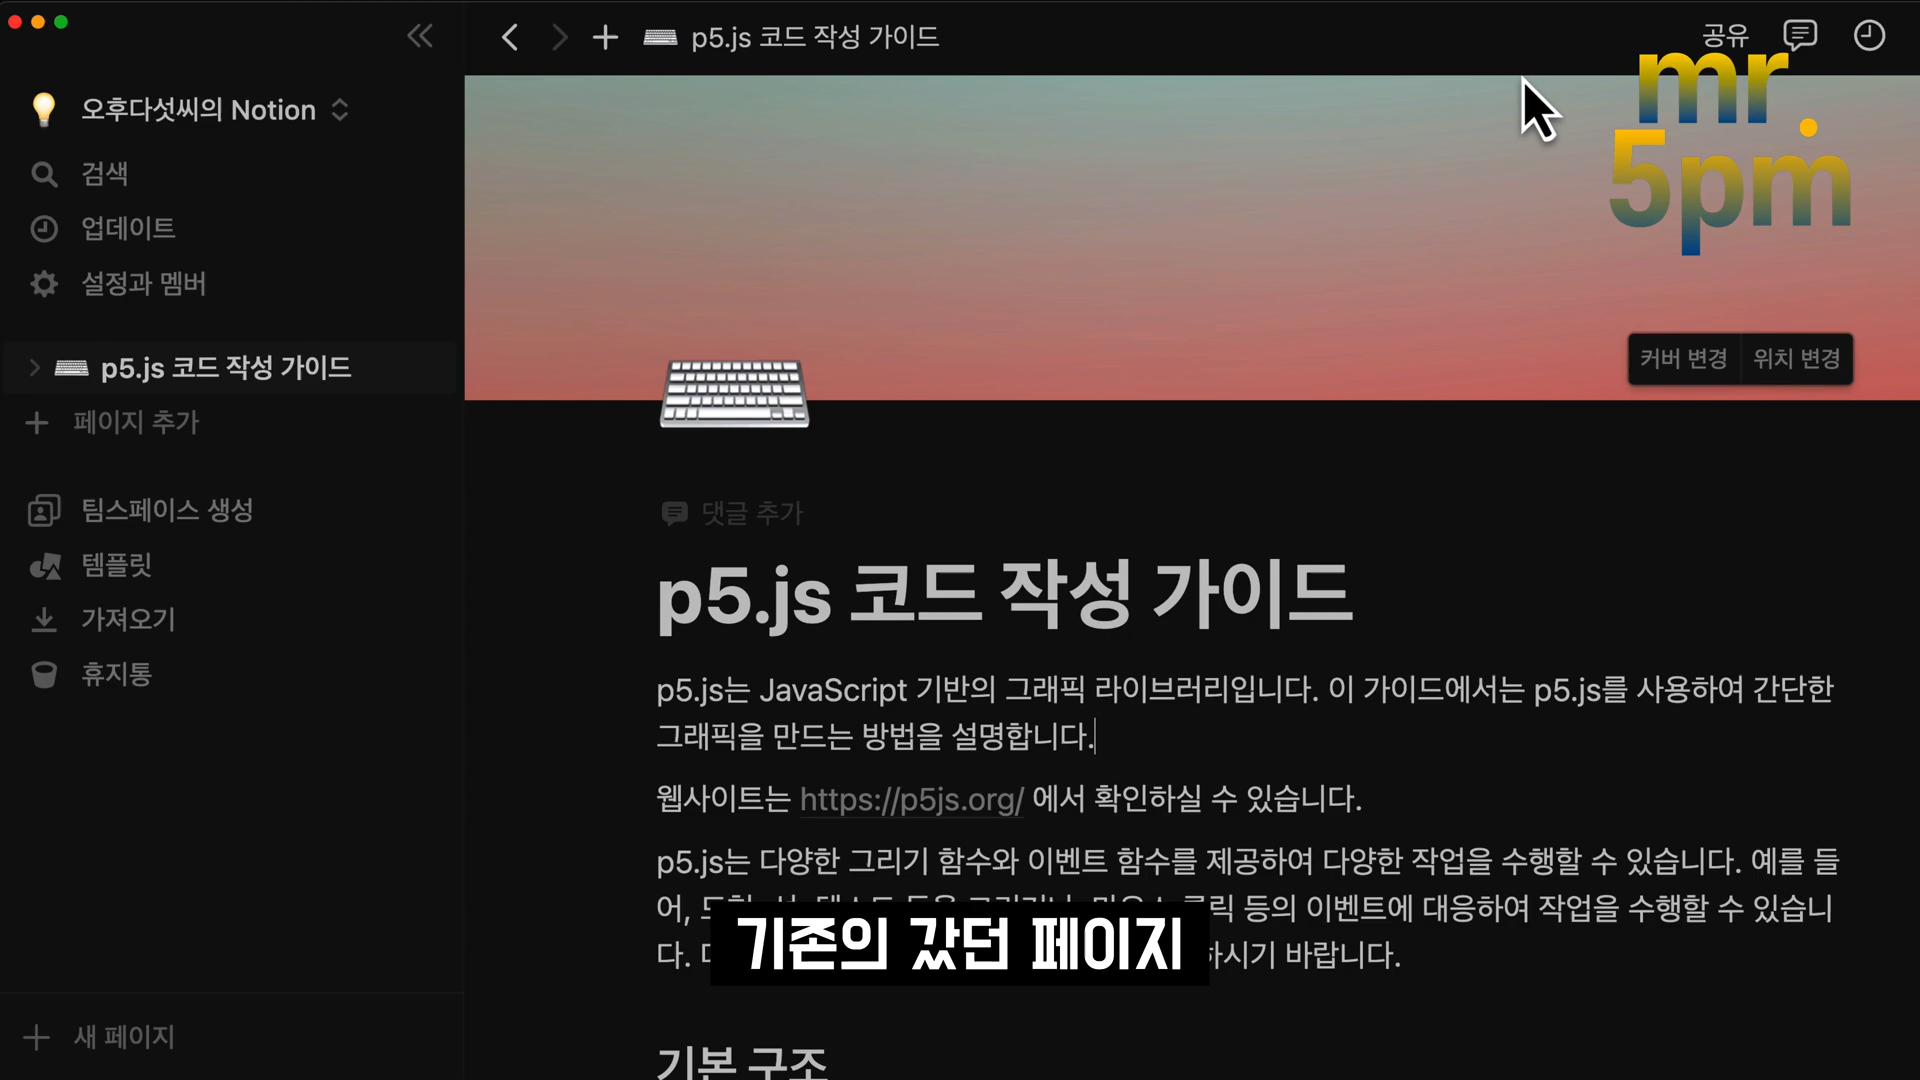 p5.js 코드 작성 가이드
공유
mr.
5pm
오후다섯씨의 Notion
검색
업데이트
설정과 멤버
p5.js 코드 작성 가이드
페이지 추가
팀스페이스 생성
템플릿
가져오기
휴지통
새 페이지
커버 변경 위치 변경
댓글 추가
p5.js 코드 작성 가이드
p5.js는 JavaScript 기반의 그래픽 라이브러리입니다. 이 가이드에서는 p5.js를 사용하여 간단한
그래픽을 만드는 방법을 설명합니다.
웹사이트는 https://p5js.org/ 에서 확인하실 수 있습니다.
p5.js는 다양한 그리기 함수와 이벤트 함수를 제공하여 다양한 작업을 수행할 수 있습니다. 예를 들
어, 등의 이벤트에 대응하여 작업을 수행할 수 있습니
다. 하시기 바랍니다.
기존의 갔던 페이지
기본 구조